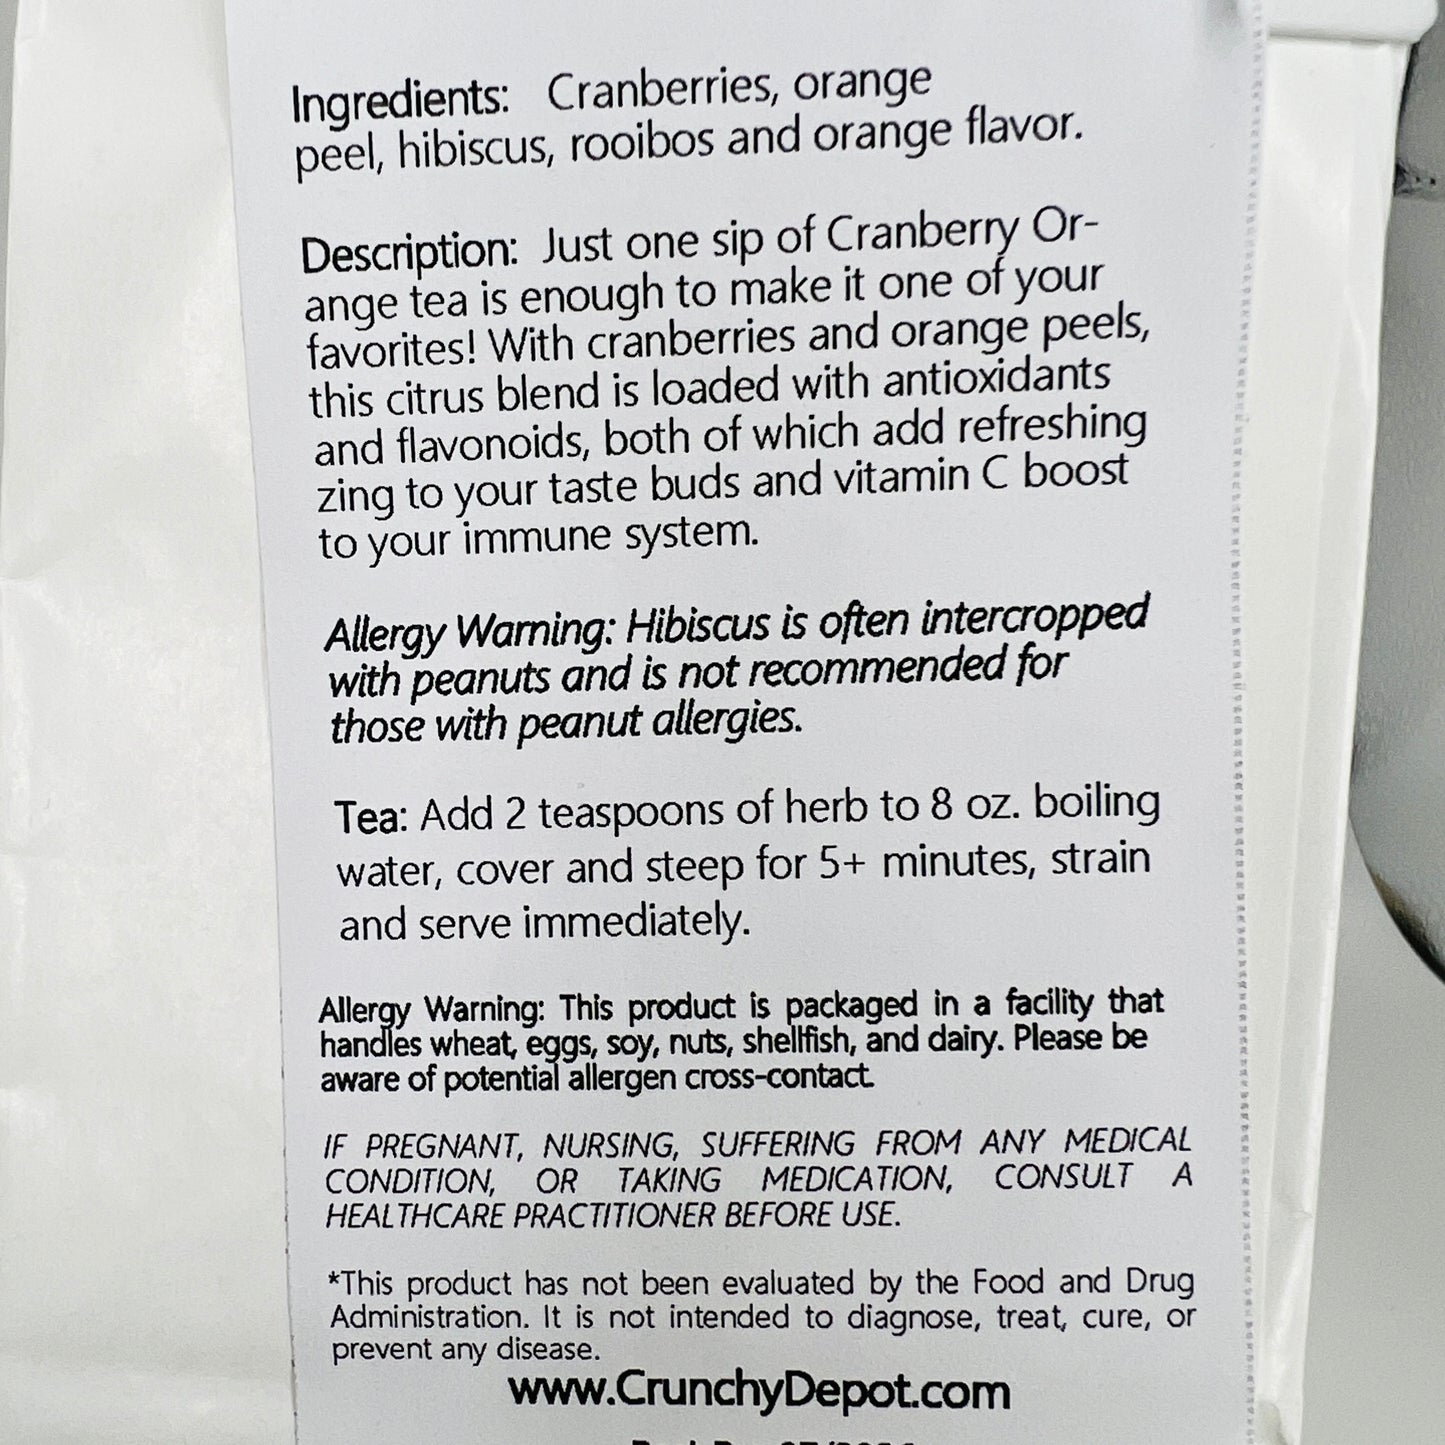 Ingredients: Cranberries, orange
peel, hibiscus, rooibos and orange flavor.
Description: Just one sip of Cranberry Or-
ange tea is enough to make it one of your
favorites! With cranberries and orange peels,
this citrus blend is loaded with antioxidants
and flavonoids, both of which add refreshing
zing to your taste buds and vitamin C boost
to your immune system.
Allergy Warning: Hibiscus is often intercropped
with peanuts and is not recommended for
those with peanut allergies.
Tea: Add 2 teaspoons of herb to 8 oz. boiling
water, cover and steep for 5+ minutes, strain
and serve immediately.
Allergy Warning: This product is packaged in a facility that
handles wheat, eggs, soy, nuts, shellfish, and dairy. Please be
aware of potential allergen cross-contact.
IF PREGNANT, NURSING, SUFFERING FROM ANY MEDICAL
CONDITION, OR TAKING MEDICATION, CONSULT A
HEALTHCARE PRACTITIONER BEFORE USE.
*This product has not been evaluated by the Food and Drug
Administration. It is not intended to diagnose, treat, cure, or
prevent any disease.
www.CrunchyDepot.com